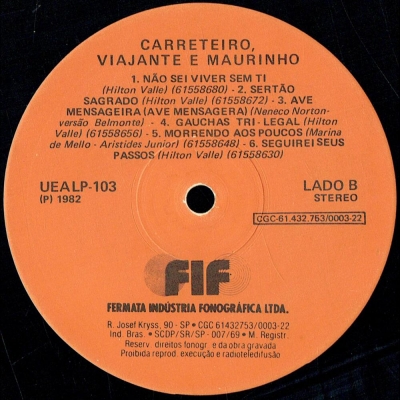 CARRETEIRO,
VIAJANTE E MAURINHO
1. NÃO SEI VIVER SEM TI
(Hilton Valle) (61558680) - 2. SERTÃO
SAGRADO (Hilton Valle) (61558672) - 3. AVE
MENSAGEIRA (AVE MENSAGERA) (Neneco Norton-
versão Belmonte) - 4. GAUCHAS TRI-LEGAL (Hilton
Valle) (61558656) - 5. MORRENDO AOS POUCOS (Marina
de Mello - Aristides Junior) (61558648) - 6. SEGUIREI SEUS
PASSOS (Hilton Valle) (61558630)
UEALP-103
(P) 1982
LADO B
STEREO
CGC-61.432.753/0003-22
FIF
FERMATA INDÚSTRIA FONOGRÁFICA LTDA.
R. Josef Kryss, 90 - SP • CGC 61432753/0003-22
Ind. Bras. • SCDP/SR/SP - 007/69 • M. Registr.
Reserv. direitos fonogr. e da obra gravada
Proibida reprod. execução e radioteledifusão